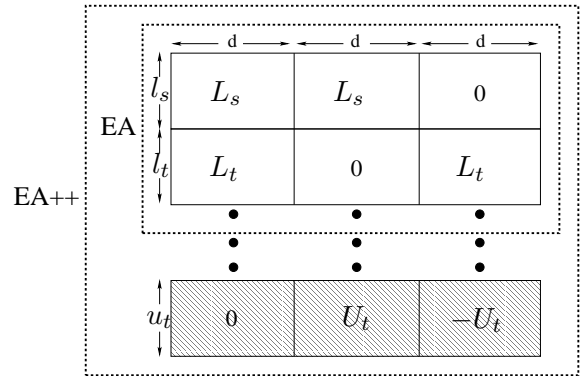 d d d
l_s L_s L_s 0
EA
l_t L_t 0 L_t
EA++
u_t 0 U_t -U_t